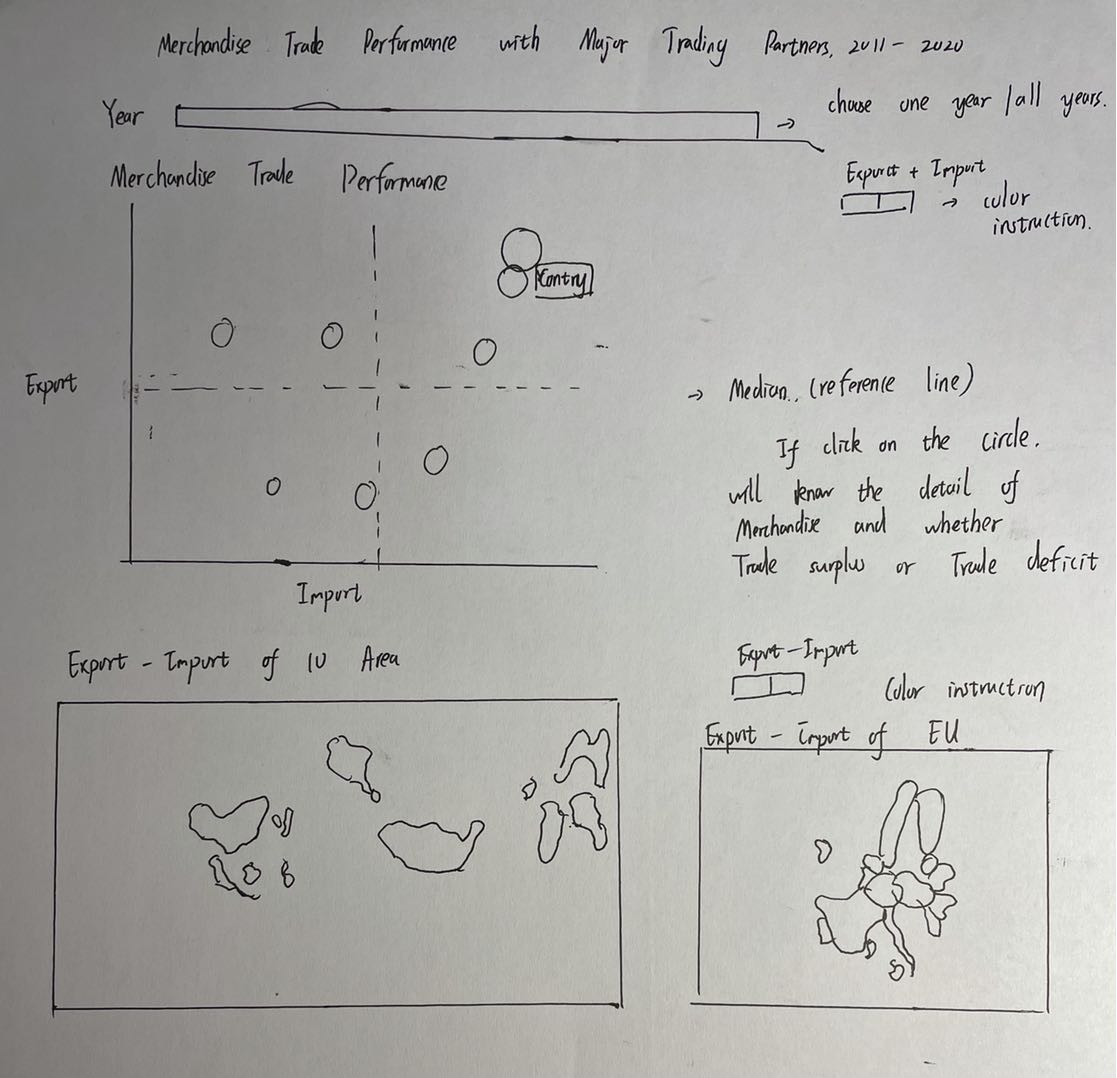 Merchandise Trade Performance with Major Trading Partners, 2011 - 2020
Year
→ choose one year / all years.
Merchandise Trade Performane
Export + Import
→ color
instruction.
Contry
Export
→ Median.. (reference line)
If click on the circle.
will know the detail of
Merchandise and whether
Trade surplus or Trade deficit
Import
Export - Import of 10 Area
Export - Import
Color instruction
Export - Import of EU